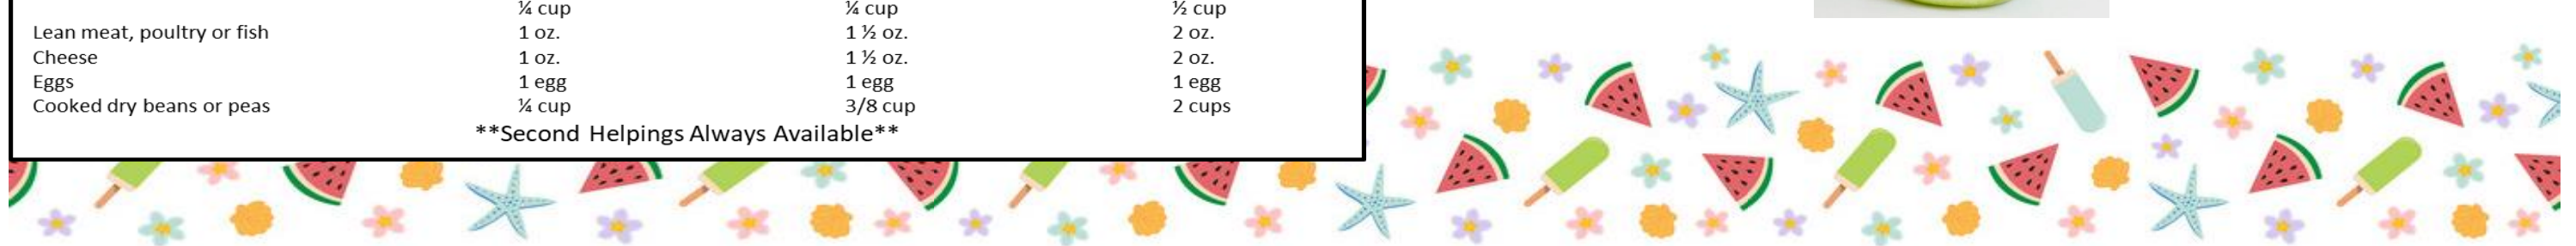 ¼ cup ¼ cup ½ cup
Lean meat, poultry or fish 1 oz. 1 ½ oz. 2 oz.
Cheese 1 oz. 1 ½ oz. 2 oz.
Eggs 1 egg 1 egg 1 egg
Cooked dry beans or peas ¼ cup 3/8 cup 2 cups
**Second Helpings Always Available**